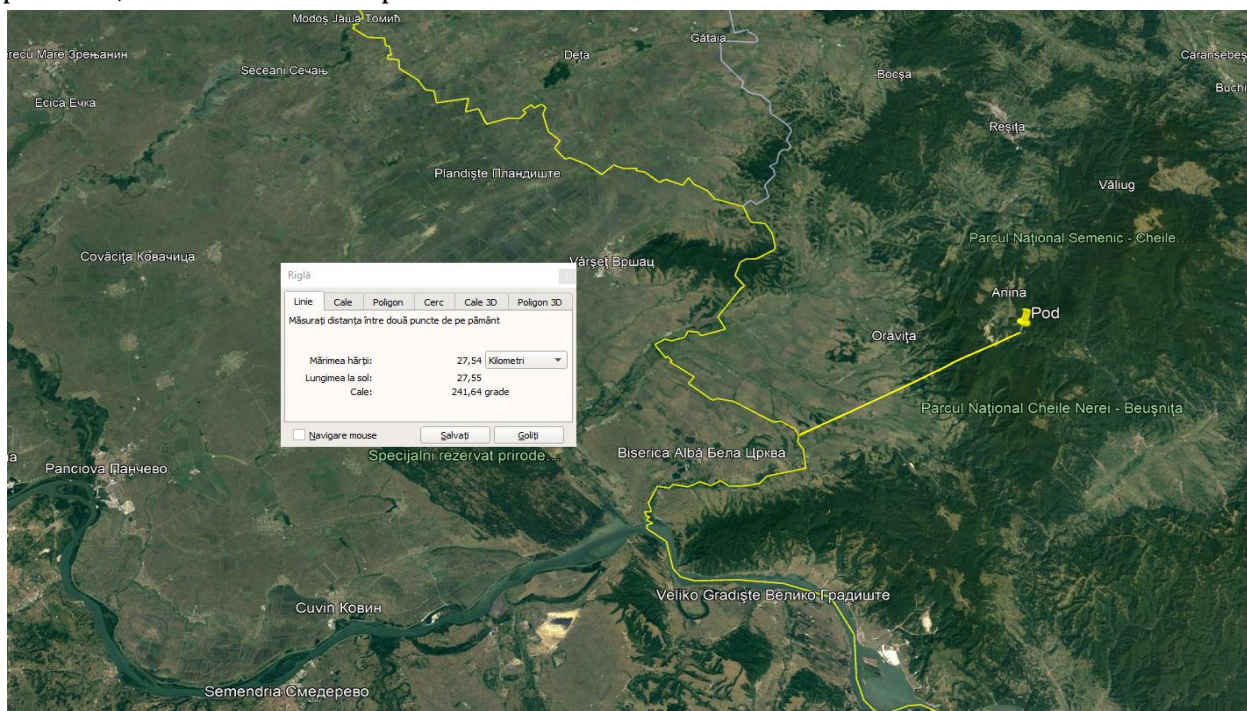 Modoș Јаша Томић
Gătaia
Deta
Caransebeș
Seceani Сечањ
Bocșa
Ecica Ечка
Reșița
Plandiște Пландиште
Văliug
Parcul Național Semenic - Cheile...
Covăcița Ковачица
Vârșeț Вршац
Riglă
Linie Cale Poligon Cerc Cale 3D Poligon 3D
Măsurați distanța între două puncte de pe pământ
Mărimea hărții: 27,54 Kilometri
Lungimea la sol: 27,55
Cale: 241,64 grade
Navigare mouse Salvați Goliți
Anina
Pod
Oravița
Parcul Național Cheile Nerei - Beușnița
Biserica Albă Бела Црква
Specijalni rezervat prirode...
Panciova Панчево
Veliko Gradiște Велико Градиште
Cuvin Ковин
Semendria Смедерево